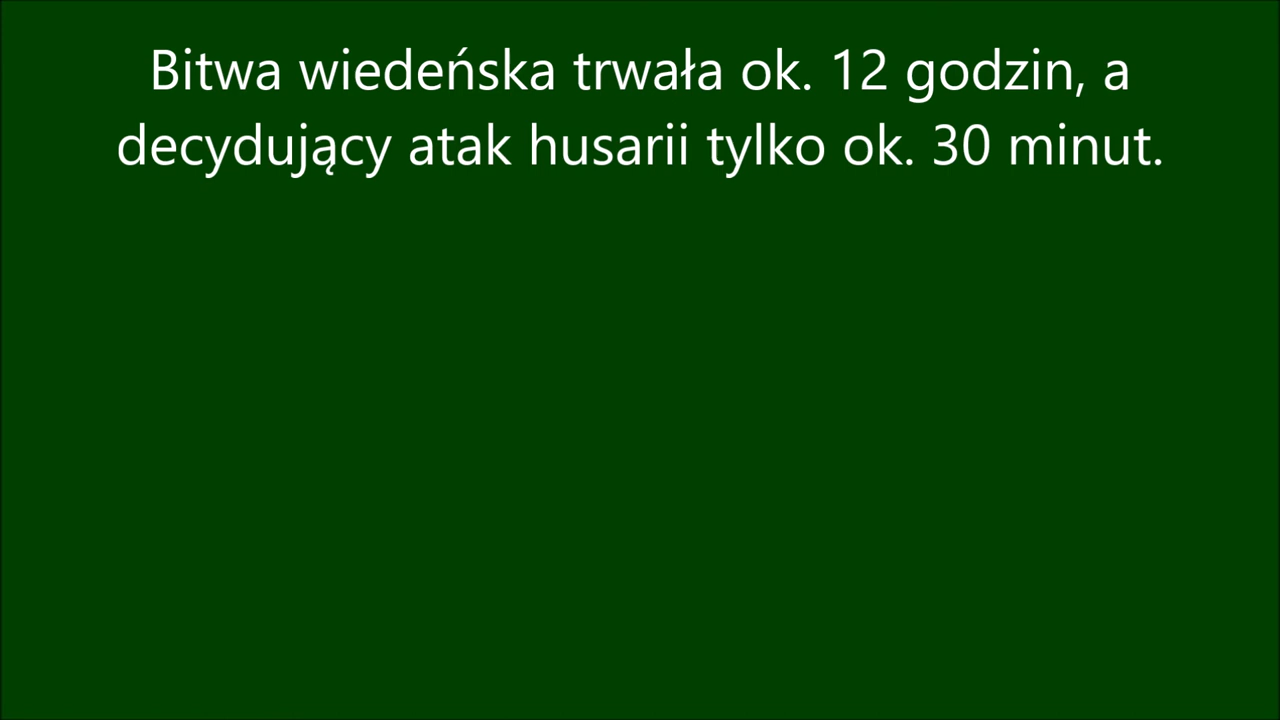 Bitwa wiedeńska trwała ok. 12 godzin, a
decydujący atak husarii tylko ok. 30 minut.